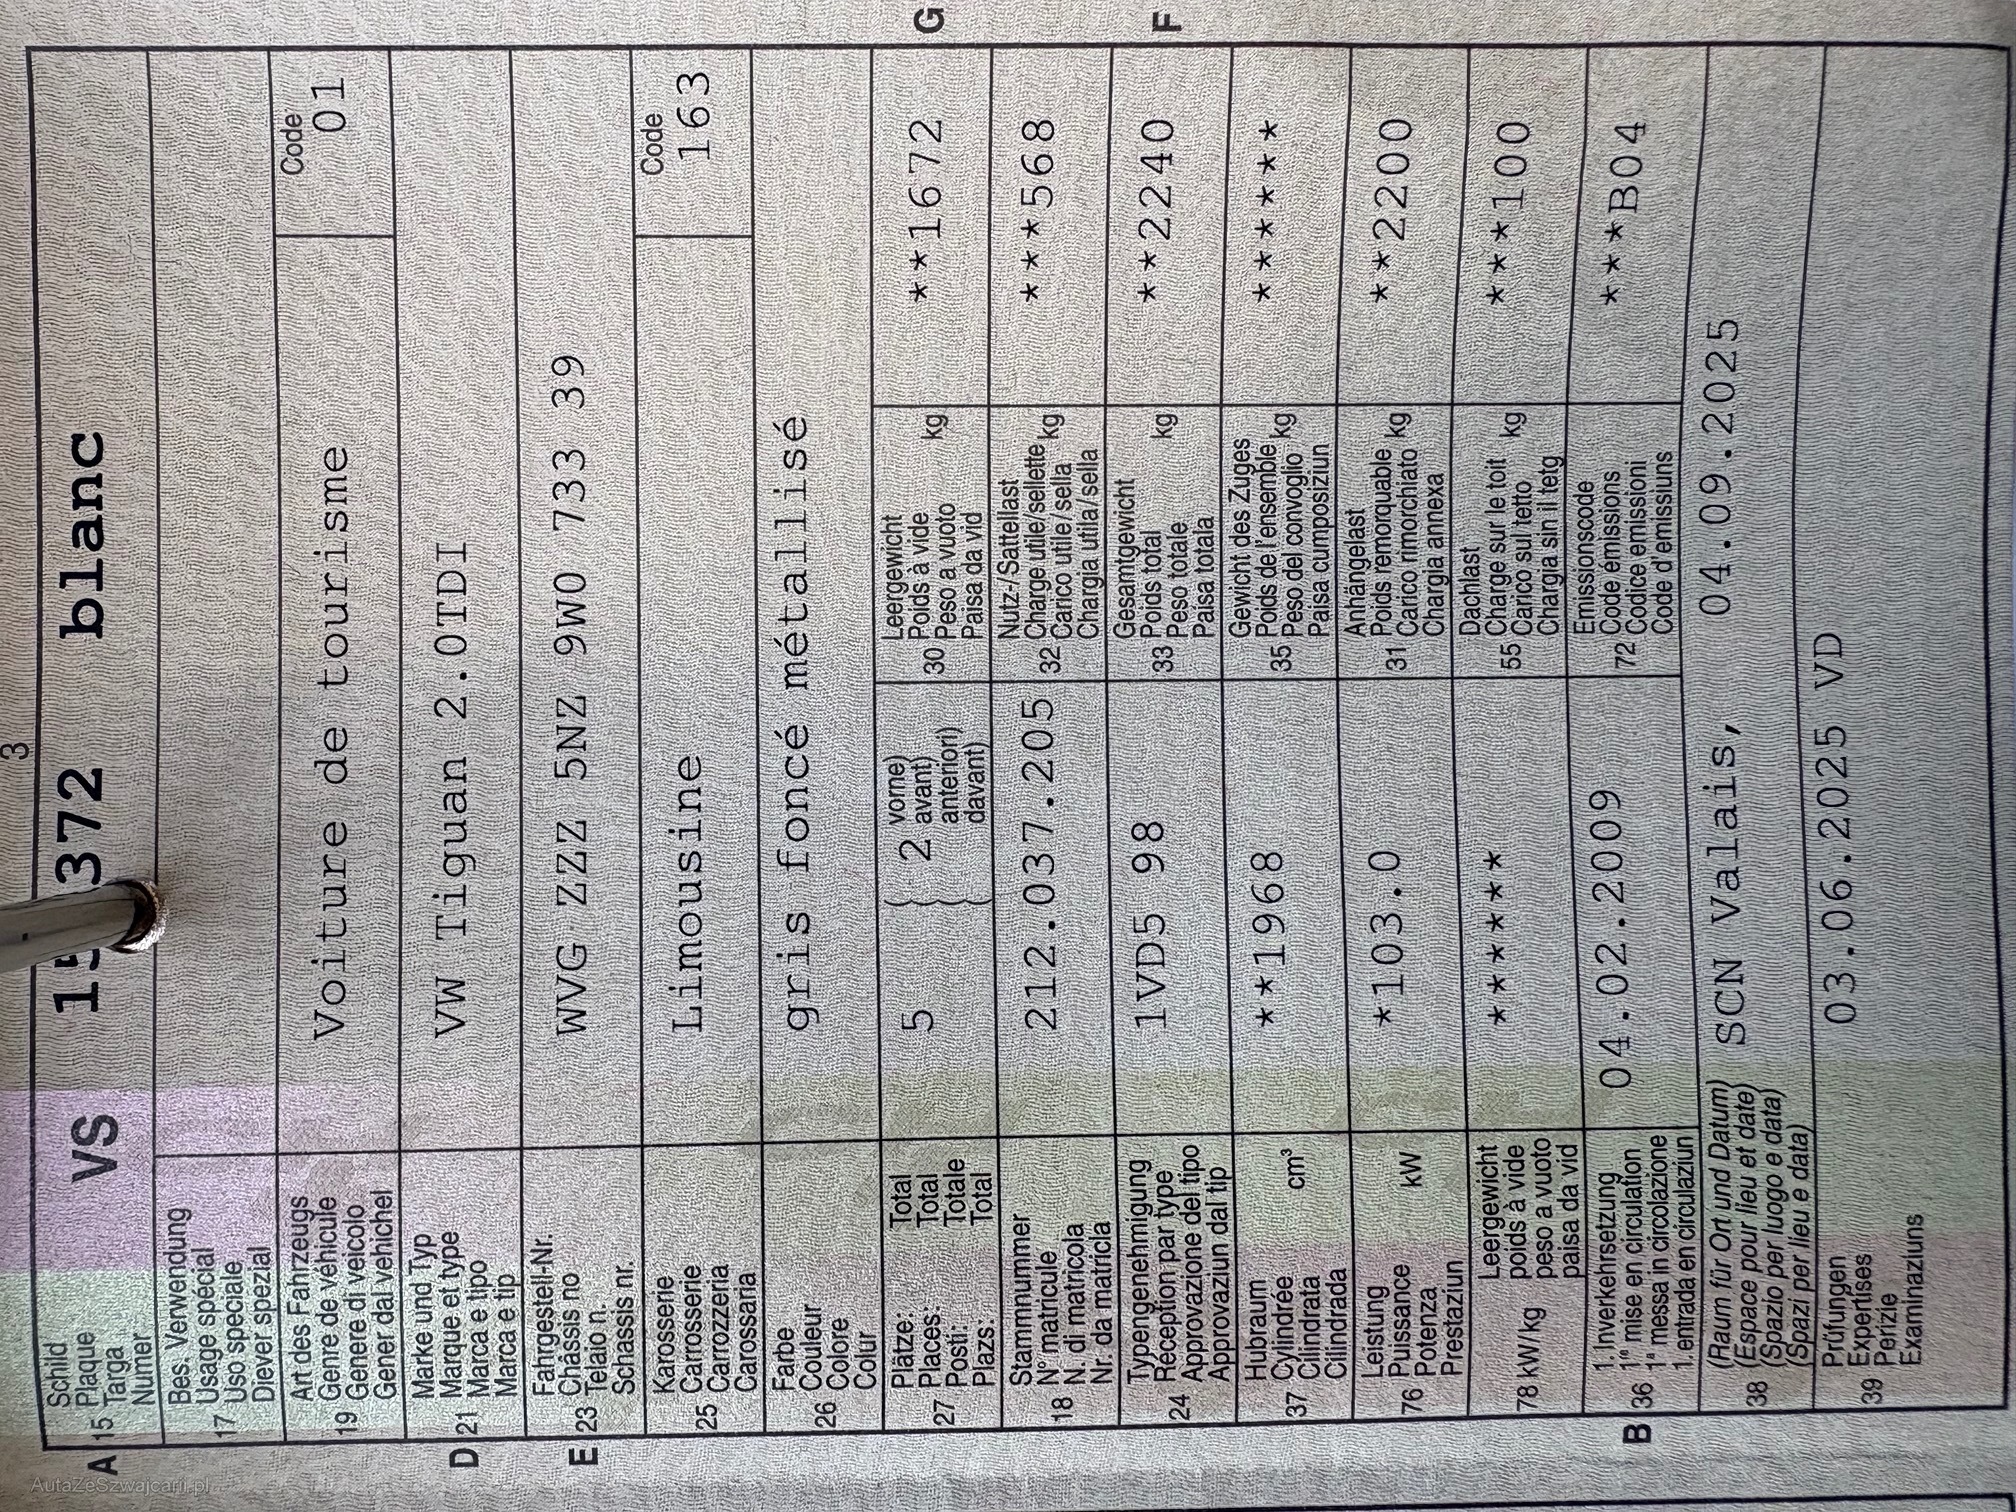 3
Schild
Plaque
A 15 Targa VS 372 blanc
Numer
Bes. Verwendung
Usage spécial
17 Uso speciale
Diever spezial
Art des Fahrzeugs Code
Genre de véhicule Voiture de tourisme 01
19 Genere di veicolo
Gener dal vehichel
Marke und Typ
Marque et type VW Tiguan 2.0TDI
D 21 Marca e tipo
Marca e tip
Fahrgestell-Nr.
E 23 Châssis no WVG ZZZ 5NZ 9W0 733 39
Telaio n.
Schassis nr.
Karosserie Code
Carrosserie Limousine 163
25 Carrozzeria
Carossaria
Farbe
Couleur gris foncé métallisé
26 Colore
Colur
Plätze: Total vorne) Leergewicht
Places: Total 5 2 avant) 30 Poids à vide kg **1672 G
27 Posti: Totale anteriori) Peso a vuoto
Plazs: Total davant) Paisa da vid
Stammnummer Nutz-/Sattellast
N° matricule 212.037.205 Charge utile/sellette ***568
18 N. di matricola 32 Carico utile/sella kg
Nr. da matricla Chargia utila/sella
Typengenehmigung Gesamtgewicht
Réception par type 1VD5 98 33 Poids total kg **2240 F
24 Approvazione del tipo Peso totale
Approvaziun dal tip Paisa totala
Hubraum Gewicht des Zuges
Cylindrée cm³ **1968 Poids de l'ensemble ******
37 Cilindrata 35 Peso del convoglio kg
Cilindrada Paisa cumposiziun
Leistung Anhängelast
Puissance kW *103.0 31 Poids remorquable kg **2200
76 Potenza Carico rimorchiato
Prestaziun Chargia annexa
Leergewicht Dachlast
78 kW/kg poids à vide ****** 55 Charge sur le toit kg ***100
peso a vuoto Carico sul tetto
paisa da vid Chargia sin il tetg
1. Inverkehrsetzung Emissionscode
1ª mise en circulation 04.02.2009 72 Code émissions ***B04
B 36 1ª messa in circolazione Codice emissioni
1. entrada en circulaziun Code d'emissiuns
(Raum für Ort und Datum)
38 (Espace pour lieu et date) SCN Valais, 04.09.2025
(Spazio per luogo e data)
(Spazi per lieu e data)
Prüfungen 03.06.2025 VD
39 Expertises
Perizie
Examinaziuns
AutaZeSzwajcarii.pl